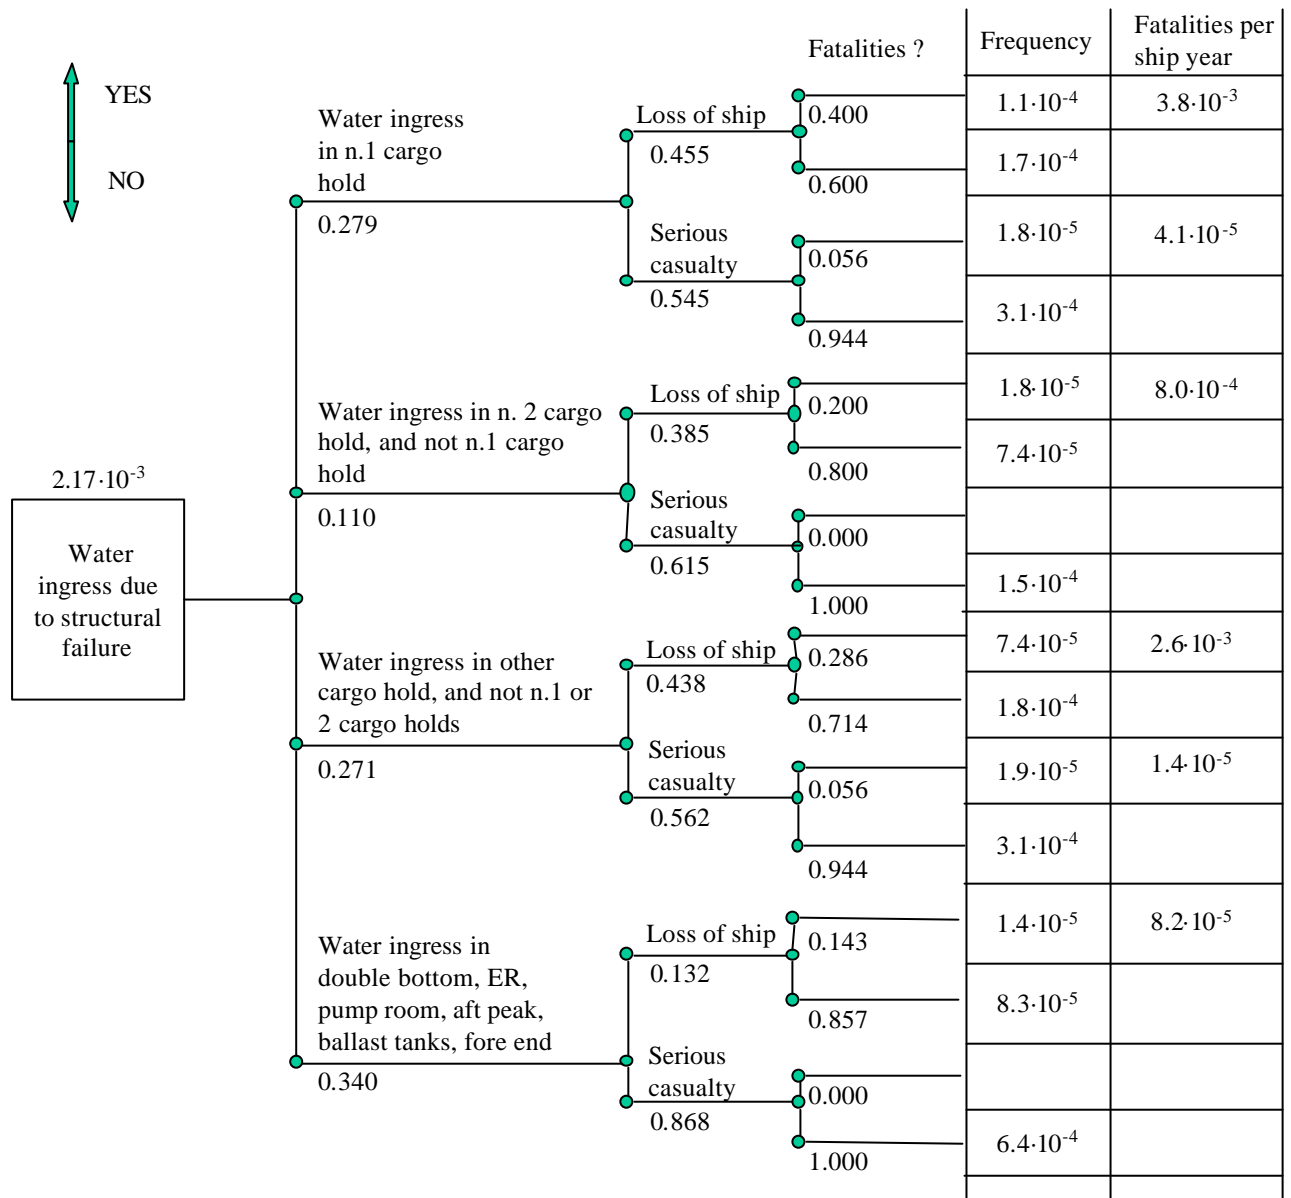 Fatalities ?
Frequency
Fatalities per
ship year
YES
NO
Water ingress
in n.1 cargo
hold
0.279
Loss of ship
0.455
0.400
1.1·10-4
3.8·10-3
0.600
1.7·10-4
Serious
casualty
0.545
0.056
1.8·10-5
4.1·10-5
0.944
3.1·10-4
2.17·10-3
Water
ingress due
to structural
failure
Water ingress in n. 2 cargo
hold, and not n.1 cargo
hold
0.110
Loss of ship
0.385
0.200
1.8·10-5
8.0·10-4
0.800
7.4·10-5
Serious
casualty
0.615
0.000
1.000
1.5·10-4
Water ingress in other
cargo hold, and not n.1 or
2 cargo holds
0.271
Loss of ship
0.438
0.286
7.4·10-5
2.6·10-3
0.714
1.8·10-4
Serious
casualty
0.562
0.056
1.9·10-5
1.4·10-5
0.944
3.1·10-4
Water ingress in
double bottom, ER,
pump room, aft peak,
ballast tanks, fore end
0.340
Loss of ship
0.132
0.143
1.4·10-5
8.2·10-5
0.857
8.3·10-5
Serious
casualty
0.868
0.000
1.000
6.4·10-4